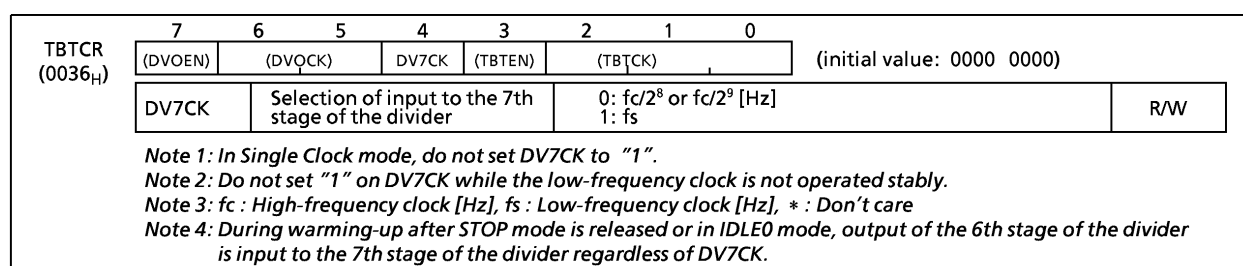 7 6 5 4 3 2 1 0
TBTCR
(0036H)
(DVOEN) (DVOCK) DV7CK (TBTEN) (TBTCK) (initial value: 0000 0000)
DV7CK Selection of input to the 7th stage of the divider 0: fc/2⁸ or fc/2⁹ [Hz] 1: fs R/W
Note 1: In Single Clock mode, do not set DV7CK to "1".
Note 2: Do not set "1" on DV7CK while the low-frequency clock is not operated stably.
Note 3: fc : High-frequency clock [Hz], fs : Low-frequency clock [Hz], * : Don't care
Note 4: During warming-up after STOP mode is released or in IDLE0 mode, output of the 6th stage of the divider
is input to the 7th stage of the divider regardless of DV7CK.